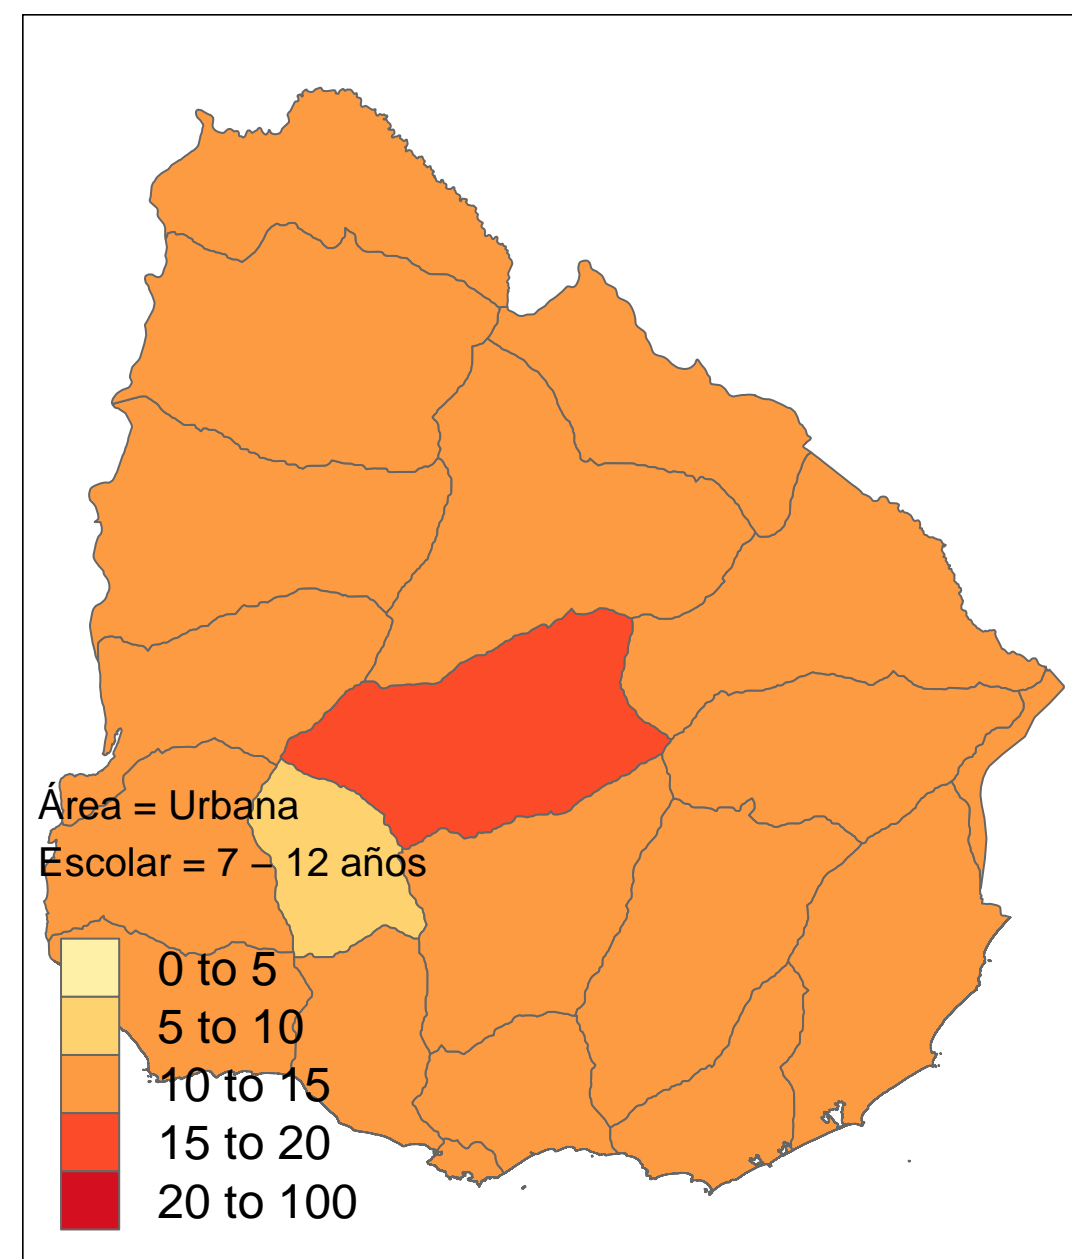 Área = Urbana
Escolar = 7 – 12 años
0 to 5
5 to 10
10 to 15
15 to 20
20 to 100